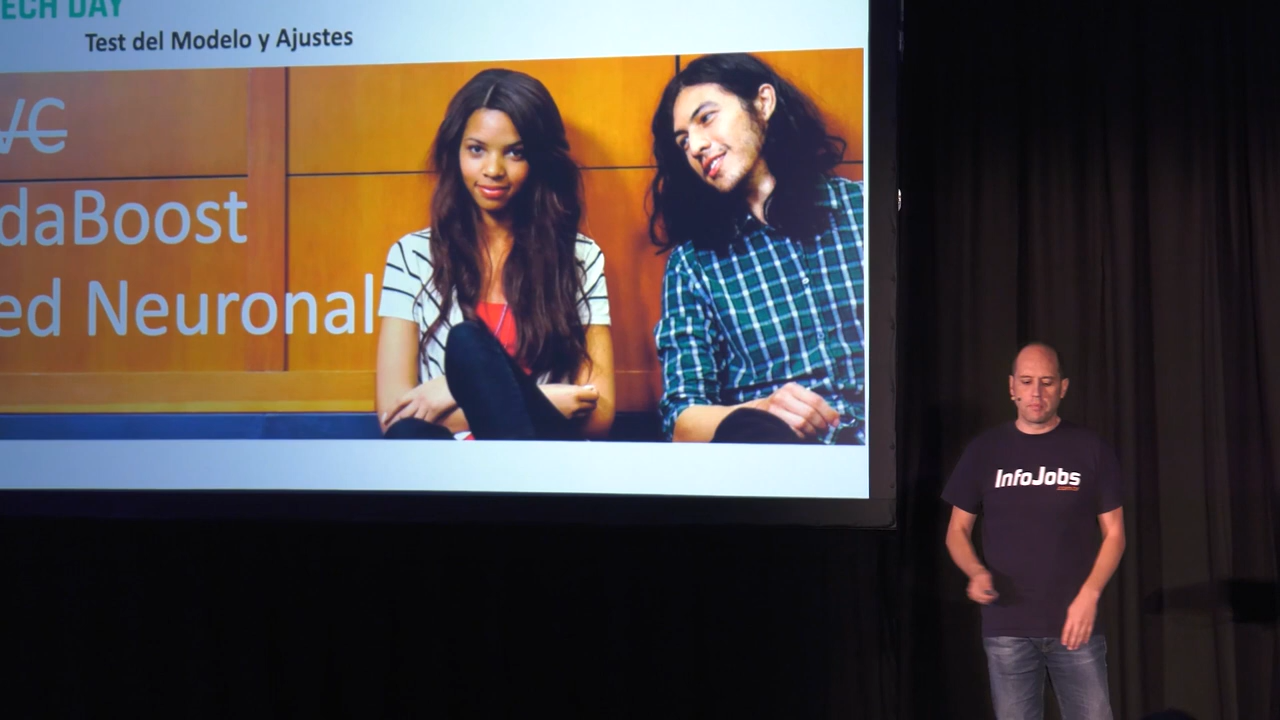 ECH DAY
Test del Modelo y Ajustes
VC
daBoost
ed Neuronal
InfoJobs